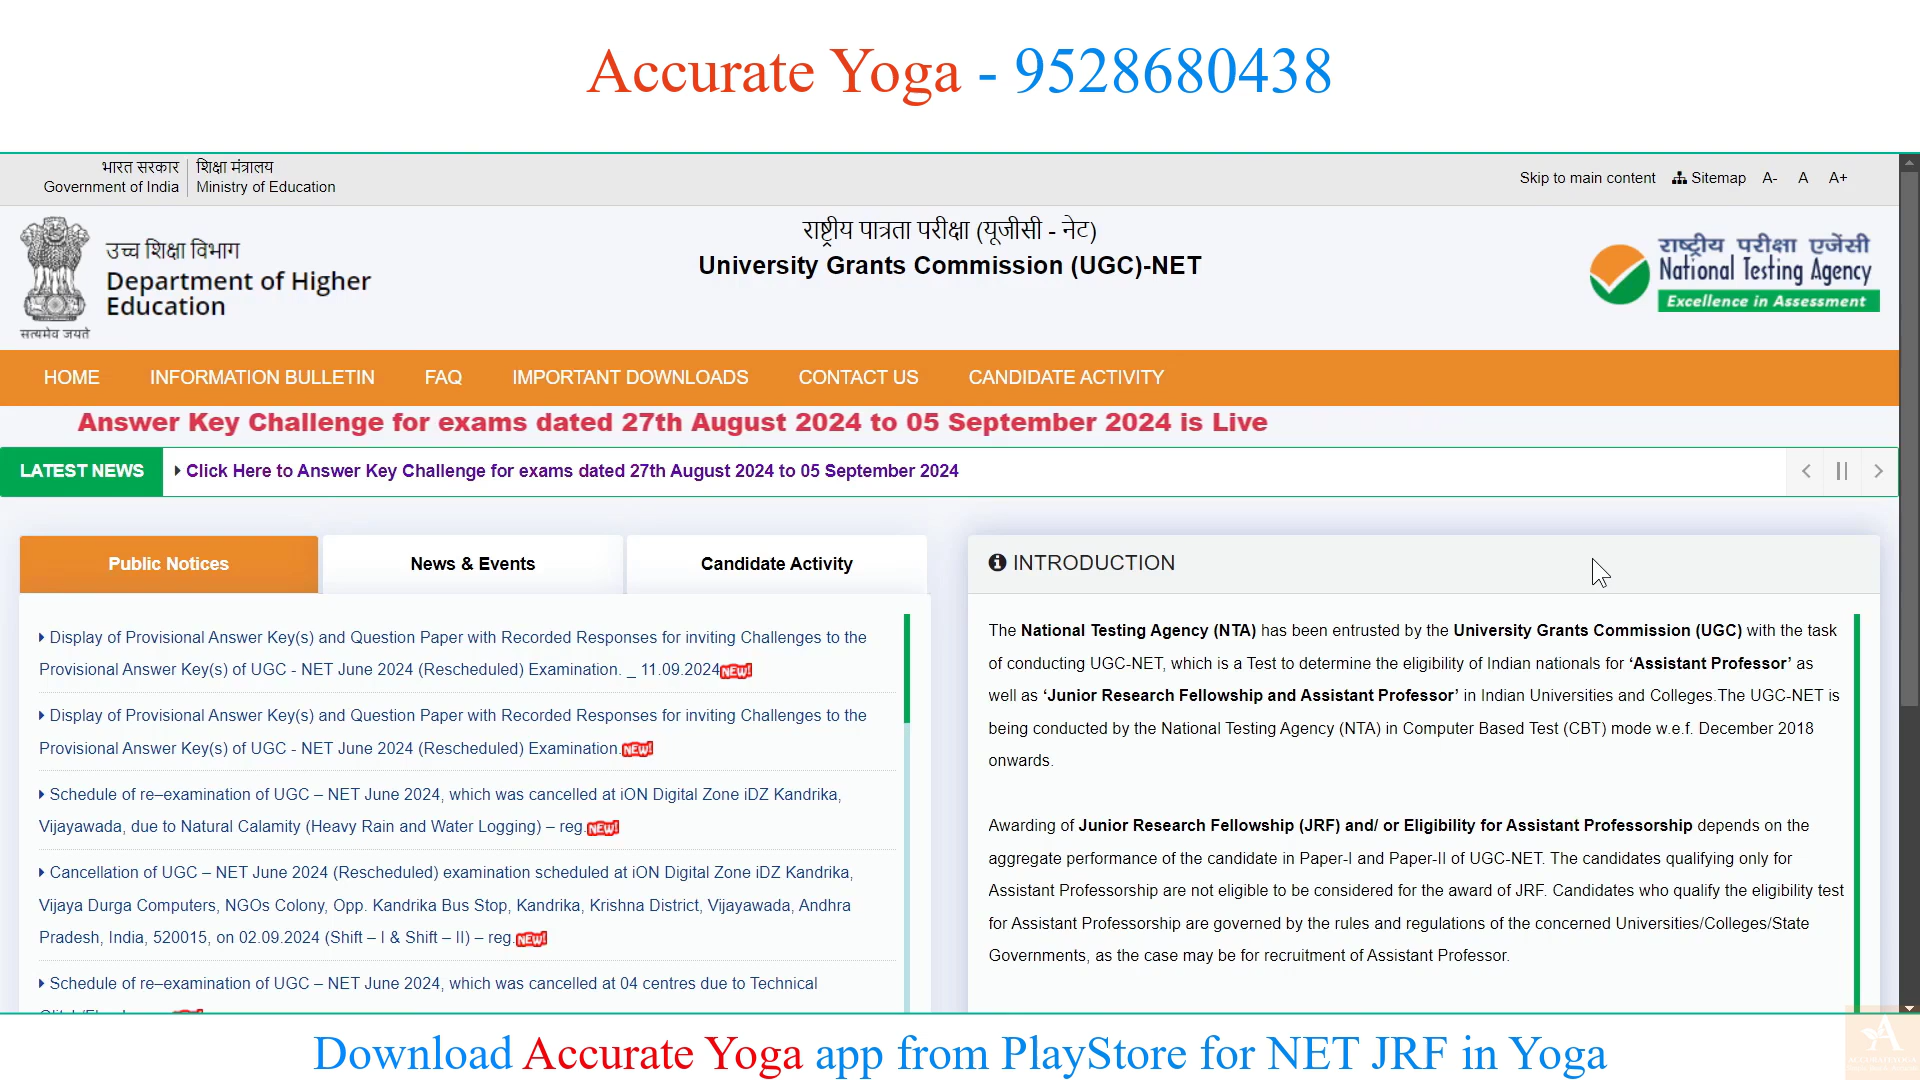 Accurate Yoga - 9528680438
भारत सरकार
Government of India
शिक्षा मंत्रालय
Ministry of Education
Skip to main content Sitemap A- A A+
सत्यमेव जयते
उच्च शिक्षा विभाग
Department of Higher
Education
राष्ट्रीय पात्रता परीक्षा (यूजीसी - नेट)
University Grants Commission (UGC)-NET
राष्ट्रीय परीक्षा एजेंसी
National Testing Agency
Excellence in Assessment
HOME INFORMATION BULLETIN FAQ IMPORTANT DOWNLOADS CONTACT US CANDIDATE ACTIVITY
Answer Key Challenge for exams dated 27th August 2024 to 05 September 2024 is Live
LATEST NEWS Click Here to Answer Key Challenge for exams dated 27th August 2024 to 05 September 2024
Public Notices News & Events Candidate Activity
Display of Provisional Answer Key(s) and Question Paper with Recorded Responses for inviting Challenges to the
Provisional Answer Key(s) of UGC - NET June 2024 (Rescheduled) Examination. _ 11.09.2024 NEW!
Display of Provisional Answer Key(s) and Question Paper with Recorded Responses for inviting Challenges to the
Provisional Answer Key(s) of UGC - NET June 2024 (Rescheduled) Examination. NEW!
Schedule of re–examination of UGC – NET June 2024, which was cancelled at iON Digital Zone iDZ Kandrika,
Vijayawada, due to Natural Calamity (Heavy Rain and Water Logging) – reg. NEW!
Cancellation of UGC – NET June 2024 (Rescheduled) examination scheduled at iON Digital Zone iDZ Kandrika,
Vijaya Durga Computers, NGOs Colony, Opp. Kandrika Bus Stop, Kandrika, Krishna District, Vijayawada, Andhra
Pradesh, India, 520015, on 02.09.2024 (Shift – I & Shift – II) – reg. NEW!
Schedule of re–examination of UGC – NET June 2024, which was cancelled at 04 centres due to Technical
INTRODUCTION
The National Testing Agency (NTA) has been entrusted by the University Grants Commission (UGC) with the task
of conducting UGC-NET, which is a Test to determine the eligibility of Indian nationals for ‘Assistant Professor’ as
well as ‘Junior Research Fellowship and Assistant Professor’ in Indian Universities and Colleges.The UGC-NET is
being conducted by the National Testing Agency (NTA) in Computer Based Test (CBT) mode w.e.f. December 2018
onwards.
Awarding of Junior Research Fellowship (JRF) and/ or Eligibility for Assistant Professorship depends on the
aggregate performance of the candidate in Paper-I and Paper-II of UGC-NET. The candidates qualifying only for
Assistant Professorship are not eligible to be considered for the award of JRF. Candidates who qualify the eligibility test
for Assistant Professorship are governed by the rules and regulations of the concerned Universities/Colleges/State
Governments, as the case may be for recruitment of Assistant Professor.
Download Accurate Yoga app from PlayStore for NET JRF in Yoga